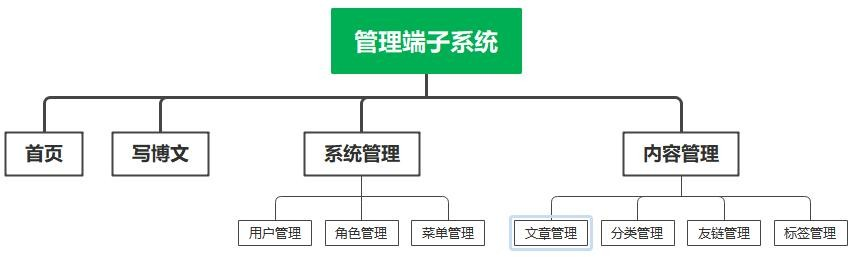 管理端子系统
首页
写博文
系统管理
内容管理
用户管理
角色管理
菜单管理
文章管理
分类管理
友链管理
标签管理